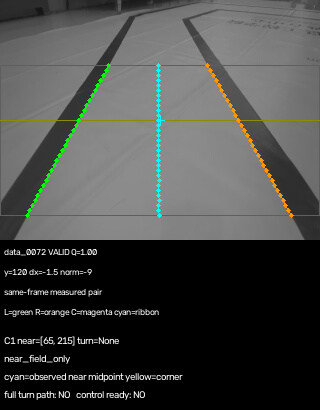 data_0072 VALID Q=1.00
y=120 dx=-1.5 norm=-9
same-frame measured pair
L=green R=orange C=magenta cyan=ribbon
C1 near=[65, 215] turn=None
near_field_only
cyan=observed near midpoint yellow=corner
full turn path: NO control ready: NO